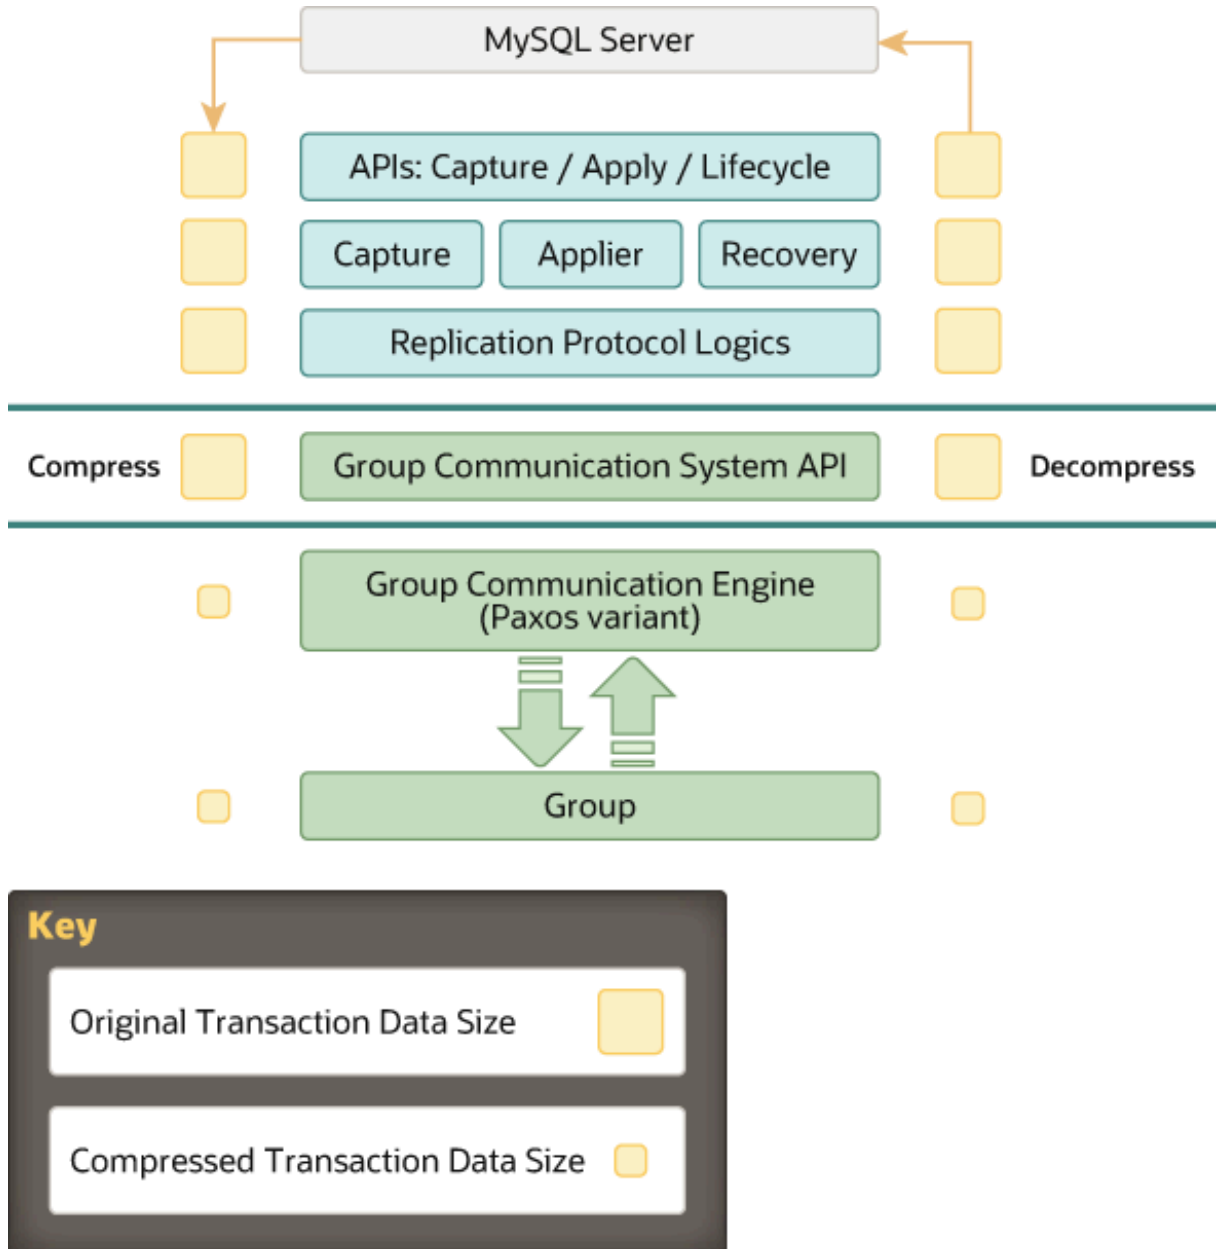 MySQL Server
APIs: Capture / Apply / Lifecycle
Capture
Applier
Recovery
Replication Protocol Logics
Compress
Group Communication System API
Decompress
Group Communication Engine
(Paxos variant)
Group
Key
Original Transaction Data Size
Compressed Transaction Data Size